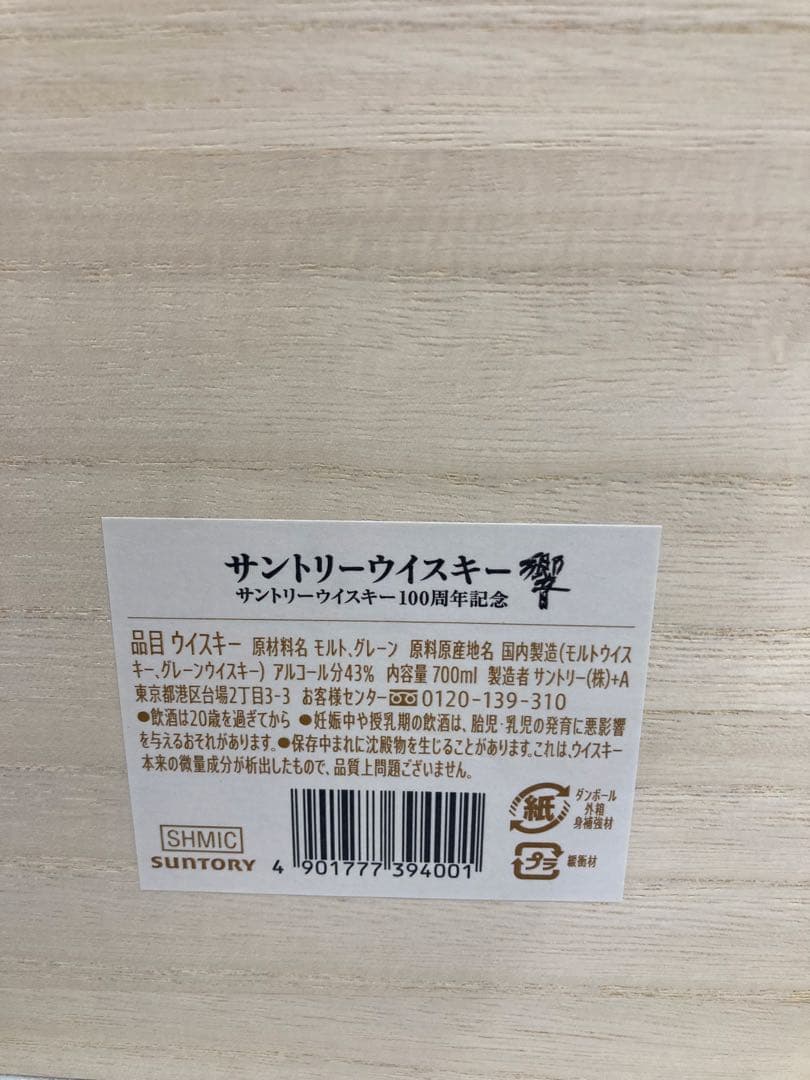 サントリーウイスキー 響
サントリーウイスキー100周年記念
品目 ウイスキー 原材料名 モルト、グレーン 原料原産地名 国内製造(モルトウイス
キー、グレーンウイスキー) アルコール分43% 内容量 700ml 製造者 サントリー(株)+A
東京都港区台場2丁目3-3 お客様センター 0120-139-310
●飲酒は20歳を過ぎてから ●妊娠中や授乳期の飲酒は、胎児・乳児の発育に悪影響
を与えるおそれがあります。●保存中まれに沈殿物を生じることがあります。これは、ウイスキー
本来の微量成分が析出したもので、品質上問題ございません。
紙
ダンボール
外箱
身補強材
プラ
緩衝材
SHMIC
SUNTORY
4 901777 394001